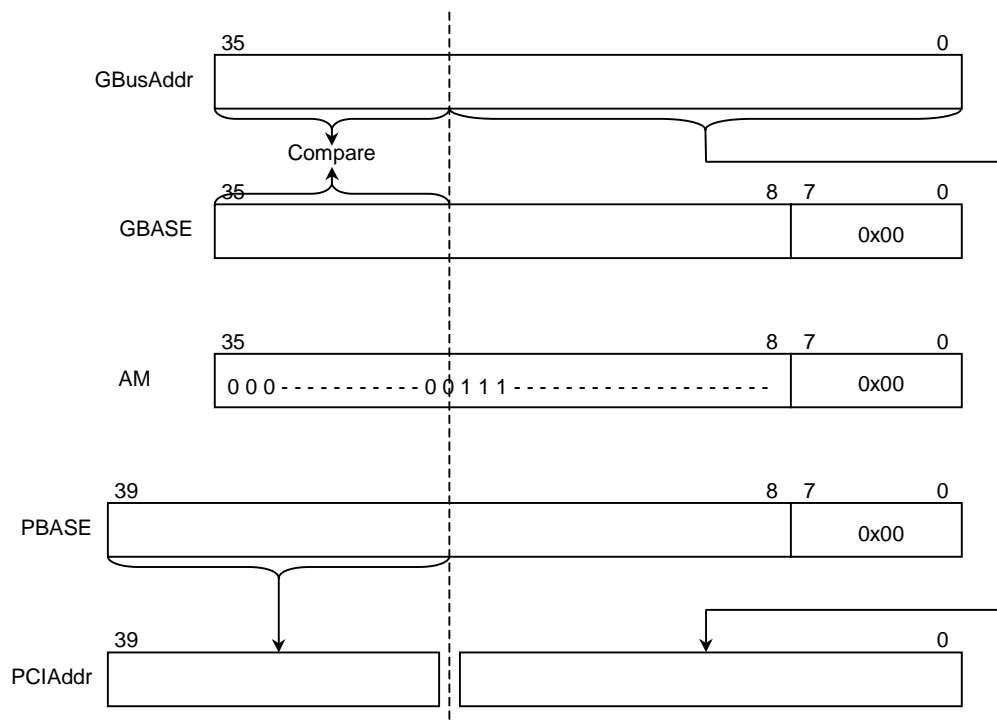 35 0
GBusAddr
Compare
35 8 7 0
GBASE 0x00
35 8 7 0
AM 0 0 0 - - - - - - - - - - - 0 0 1 1 1 - - - - - - - - - - - - - - - - - - - - 0x00
39 8 7 0
PBASE 0x00
39 0
PCIAddr